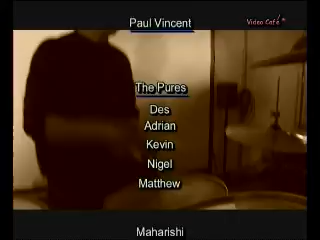 Paul Vincent
Video Café
The Pures
Des
Adrian
Kevin
Nigel
Matthew
Maharishi